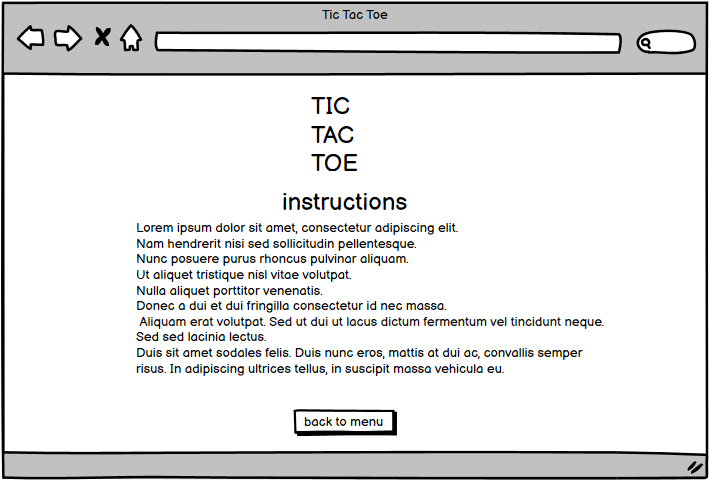 Tic Tac Toe
TIC
TAC
TOE
instructions
Lorem ipsum dolor sit amet, consectetur adipiscing elit.
Nam hendrerit nisi sed sollicitudin pellentesque.
Nunc posuere purus rhoncus pulvinar aliquam.
Ut aliquet tristique nisl vitae volutpat.
Nulla aliquet porttitor venenatis.
Donec a dui et dui fringilla consectetur id nec massa.
Aliquam erat volutpat. Sed ut dui ut lacus dictum fermentum vel tincidunt neque.
Sed sed lacinia lectus.
Duis sit amet sodales felis. Duis nunc eros, mattis at dui ac, convallis semper
risus. In adipiscing ultrices tellus, in suscipit massa vehicula eu.
back to menu